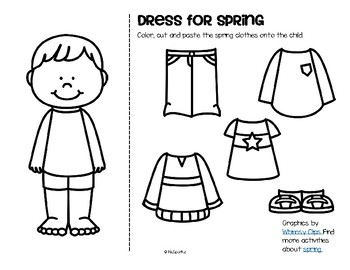 DRESS FOR SPRING
Color, cut and paste the spring clothes onto the child.
Graphics by
Whimsy Clips. Find
more activities
about spring.